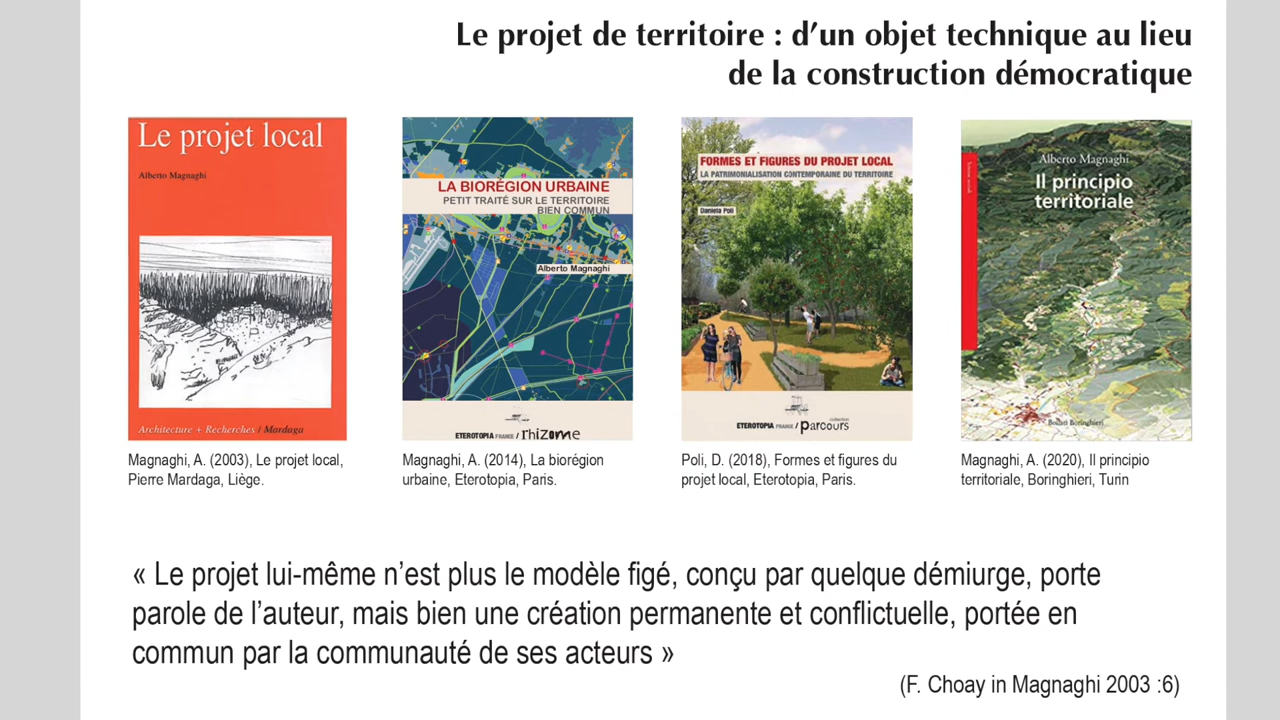 Le projet de territoire : d’un objet technique au lieu
de la construction démocratique
Le projet local
Alberto Magnaghi
Architecture + Recherches / Mardaga
LA BIORÉGION URBAINE
PETIT TRAITÉ SUR LE TERRITOIRE
BIEN COMMUN
Alberto Magnaghi
ETEROTOPIA FRANCE / rhizome
FORMES ET FIGURES DU PROJET LOCAL
LA PATRIMONIALISATION CONTEMPORAINE DU TERRITOIRE
Daniela Poli
collection
ETEROTOPIA FRANCE / parcours
Alberto Magnaghi
Il principio
territoriale
Bollati Boringhieri
Magnaghi, A. (2003), Le projet local,
Pierre Mardaga, Liège.
Magnaghi, A. (2014), La biorégion
urbaine, Eterotopia, Paris.
Poli, D. (2018), Formes et figures du
projet local, Eterotopia, Paris.
Magnaghi, A. (2020), Il principio
territoriale, Boringhieri, Turin
« Le projet lui-même n’est plus le modèle figé, conçu par quelque démiurge, porte
parole de l’auteur, mais bien une création permanente et conflictuelle, portée en
commun par la communauté de ses acteurs »
(F. Choay in Magnaghi 2003 :6)